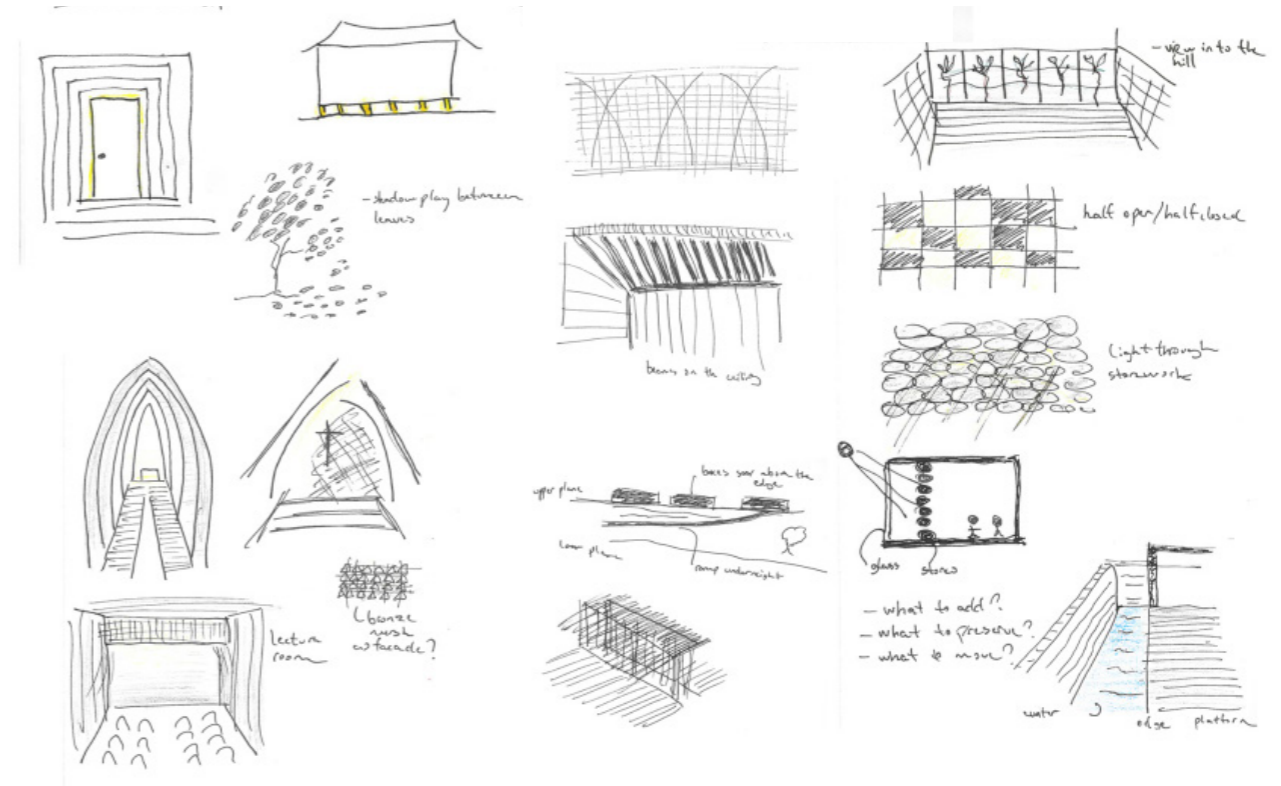 - shadow play between
leaves
Lecture
room
bronze
mesh
as facade?
beams on the ceiling
boxes soar above the
edge
upper plane
lower plane
ramp underneight
- view into the
hill
half open/half closed
light through
stonework
glass
stones
- what to add?
- what to preserve?
- what to move?
water
edge
platform